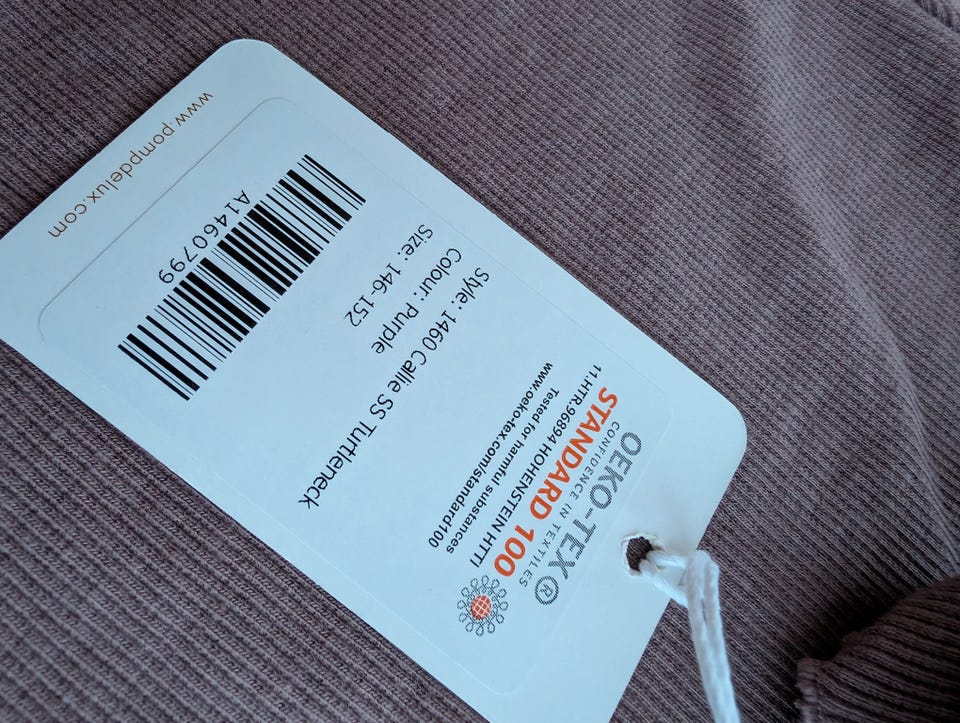 OEKO-TEX®
CONFIDENCE IN TEXTILES
STANDARD 100
11.HTR.96894 HOHENSTEIN HTTI
Tested for harmful substances
www.oeko-tex.com/standard100
Style: 1460 Callie SS Turtleneck
Colour: Purple
Size: 146-152
A1460799
www.pompdelux.com